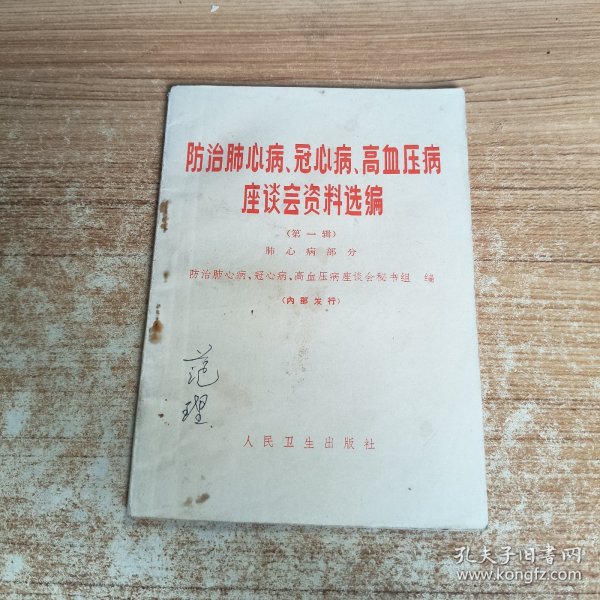 防治肺心病、冠心病、高血压病
座谈会资料选编
(第一辑)
肺心病部分
防治肺心病、冠心病、高血压病座谈会秘书组 编
(内部发行)
范
理
人民卫生出版社
孔夫子旧书网
www.kongfz.com